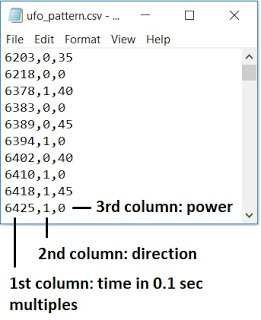 ufo_pattern.csv - ...
File Edit Format View Help
6203,0,35
6218,0,0
6378,1,40
6383,0,0
6389,0,45
6394,1,0
6402,0,40
6410,1,0
6418,1,45
6425,1,0
3rd column: power
2nd column: direction
1st column: time in 0.1 sec
multiples